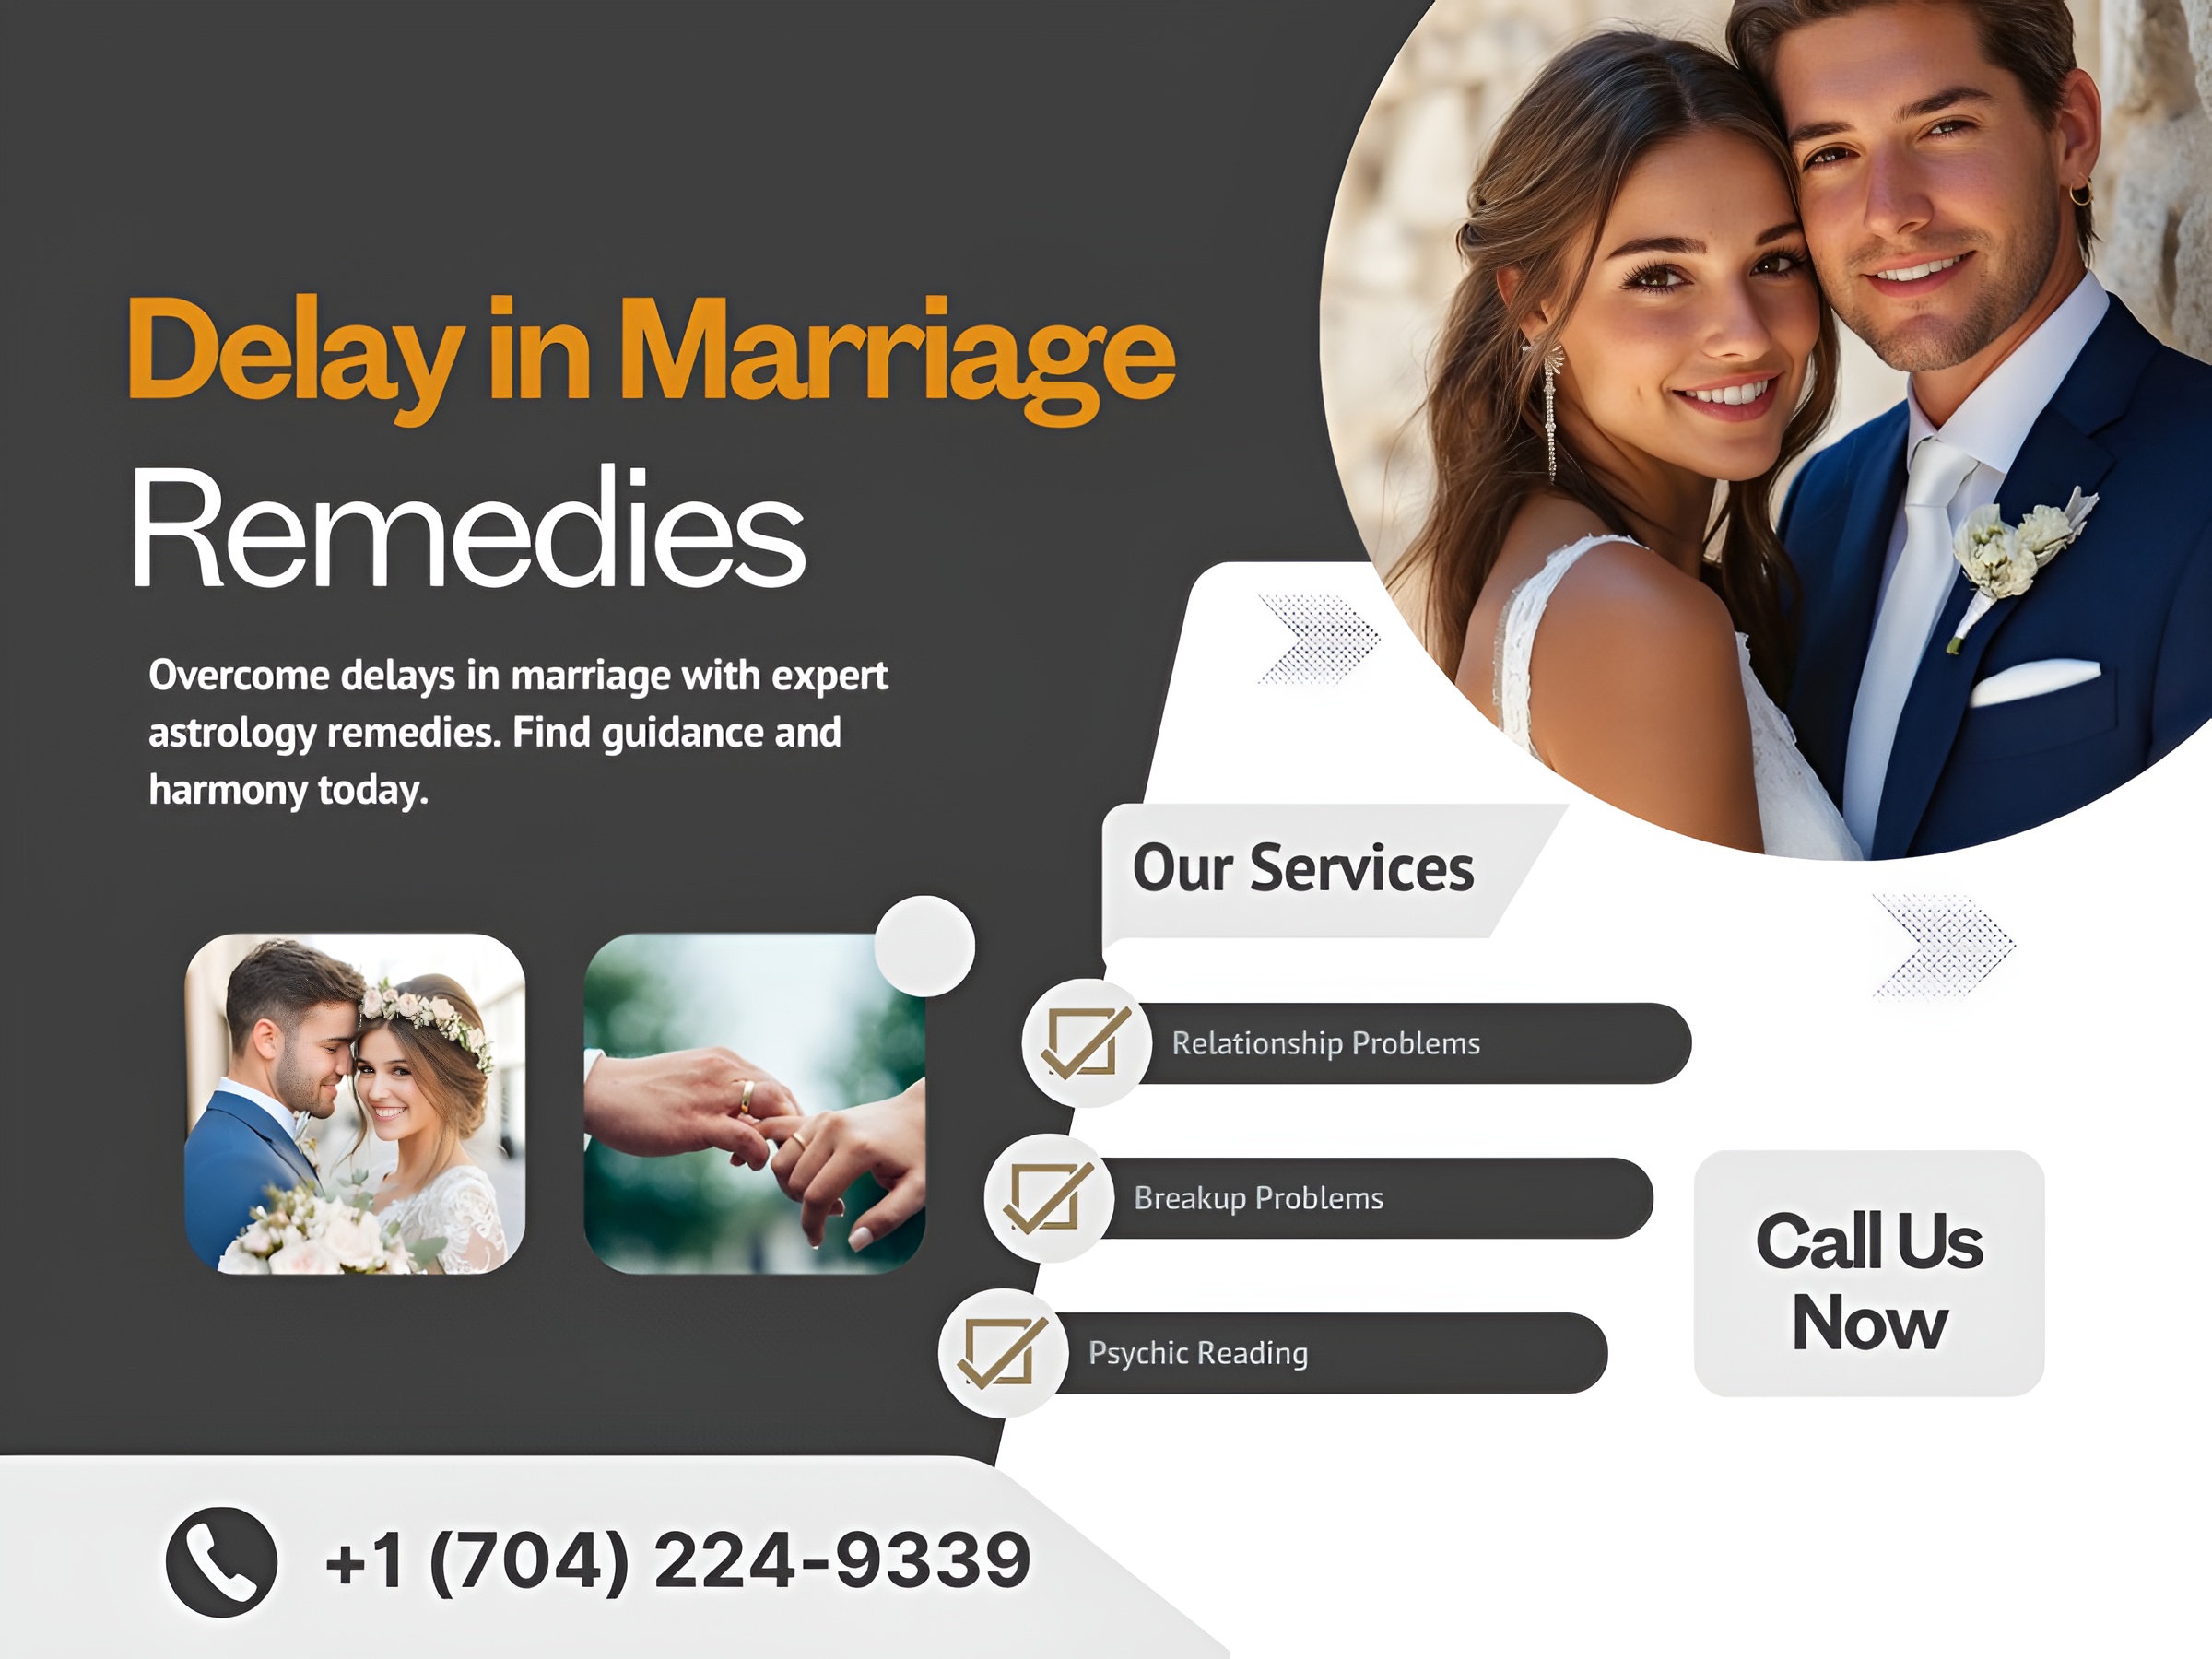 Delay in Marriage
Remedies
Overcome delays in marriage with expert
astrology remedies. Find guidance and
harmony today.
Our Services
Relationship Problems
Breakup Problems
Psychic Reading
Call Us
Now
+1 (704) 224-9339